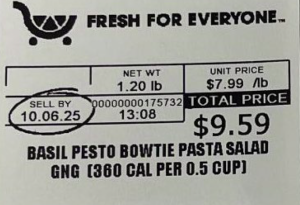 FRESH FOR EVERYONE™
NET WT
1.20 lb
UNIT PRICE
$7.99 /lb
SELL BY
10.06.25
00000000175732
13:08
TOTAL PRICE
$9.59
BASIL PESTO BOWTIE PASTA SALAD
GNG (360 CAL PER 0.5 CUP)